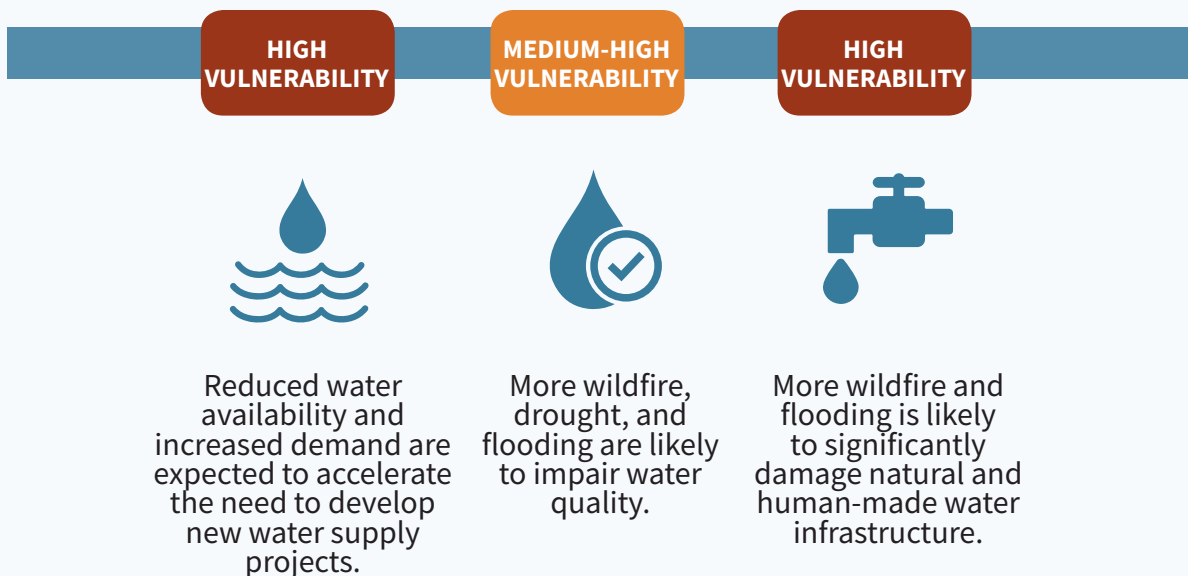 HIGH
VULNERABILITY
MEDIUM-HIGH
VULNERABILITY
HIGH
VULNERABILITY
Reduced water
availability and
increased demand are
expected to accelerate
the need to develop
new water supply
projects.
More wildfire,
drought, and
flooding are likely
to impair water
quality.
More wildfire and
flooding is likely
to significantly
damage natural and
human-made water
infrastructure.